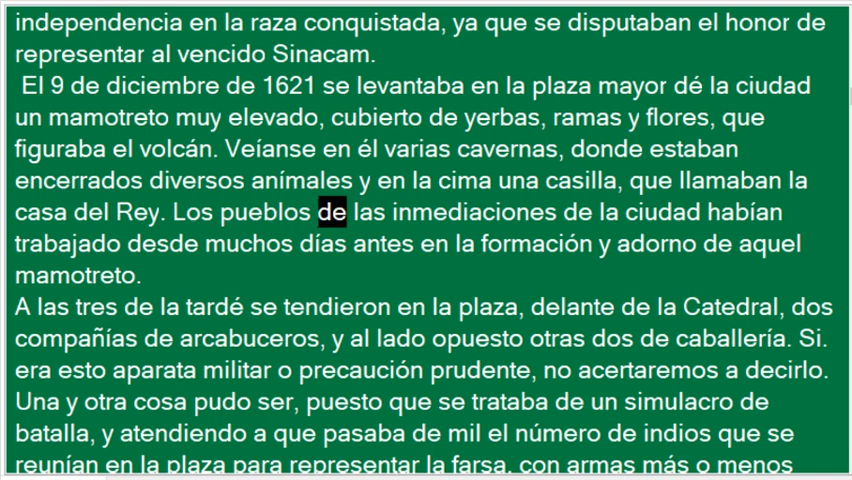 independencia en la raza conquistada, ya que se disputaban el honor de
representar al vencido Sinacam.
El 9 de diciembre de 1621 se levantaba en la plaza mayor dé la ciudad
un mamotreto muy elevado, cubierto de yerbas, ramas y flores, que
figuraba el volcán. Veíanse en él varias cavernas, donde estaban
encerrados diversos anímales y en la cima una casilla, que llamaban la
casa del Rey. Los pueblos de las inmediaciones de la ciudad habían
trabajado desde muchos días antes en la formación y adorno de aquel
mamotreto.
A las tres de la tardé se tendieron en la plaza, delante de la Catedral, dos
compañías de arcabuceros, y al lado opuesto otras dos de caballería. Si.
era esto aparata militar o precaución prudente, no acertaremos a decirlo.
Una y otra cosa pudo ser, puesto que se trataba de un simulacro de
batalla, y atendiendo a que pasaba de mil el número de indios que se
reunían en la plaza para representar la farsa, con armas más o menos